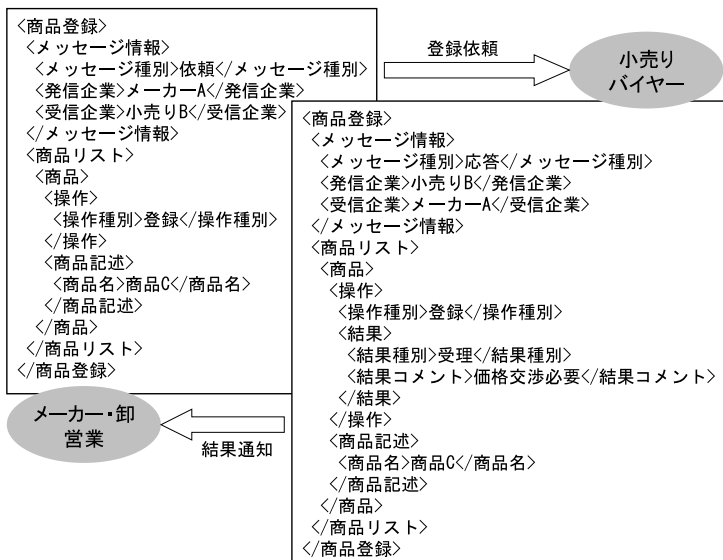 <商品登録>
<メッセージ情報>
<メッセージ種別>依頼</メッセージ種別>
<発信企業>メーカーA</発信企業>
<受信企業>小売りB</受信企業>
</メッセージ情報>
<商品リスト>
<商品>
<操作>
<操作種別>登録</操作種別>
</操作>
<商品記述>
<商品名>商品C</商品名>
</商品記述>
</商品>
</商品リスト>
</商品登録>
登録依頼
小売り
バイヤー
<商品登録>
<メッセージ情報>
<メッセージ種別>応答</メッセージ種別>
<発信企業>小売りB</発信企業>
<受信企業>メーカーA</受信企業>
</メッセージ情報>
<商品リスト>
<商品>
<操作>
<操作種別>登録</操作種別>
<結果>
<結果種別>受理</結果種別>
<結果コメント>価格交渉必要</結果コメント>
</結果>
</操作>
<商品記述>
<商品名>商品C</商品名>
</商品記述>
</商品>
</商品リスト>
</商品登録>
メーカー・卸
営業
結果通知